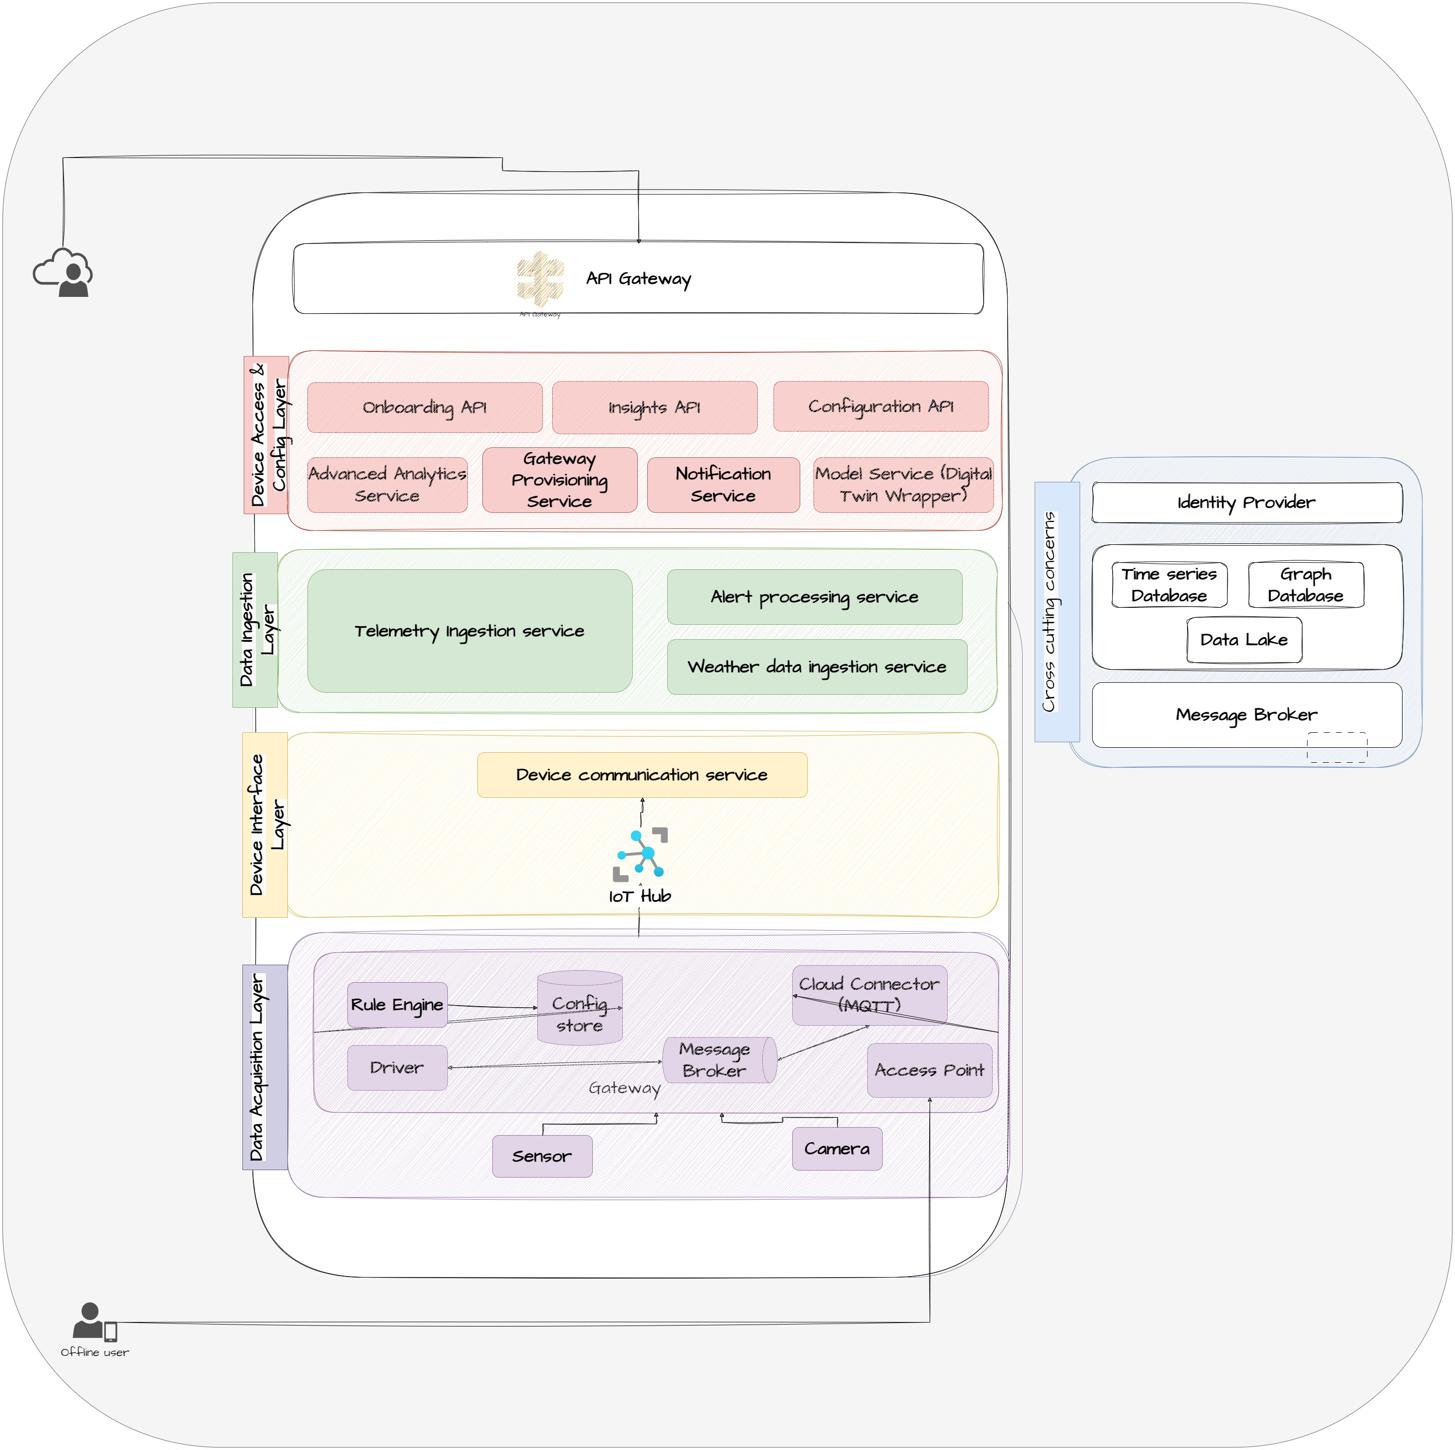 API Gateway
API Gateway
Device Access &
Config Layer
Onboarding API
Insights API
Configuration API
Advanced Analytics
Service
Gateway
Provisioning
Service
Notification
Service
Model Service (Digital
Twin Wrapper)
Data Ingestion
Layer
Telemetry Ingestion service
Alert processing service
Weather data ingestion service
Device Interface
Layer
Device communication service
IoT Hub
Data Acquisition Layer
Rule Engine
Config
store
Cloud Connector
(MQTT)
Driver
Message
Broker
Access Point
Gateway
Sensor
Camera
Offline user
Cross cutting concerns
Identity Provider
Time series
Database
Graph
Database
Data Lake
Message Broker